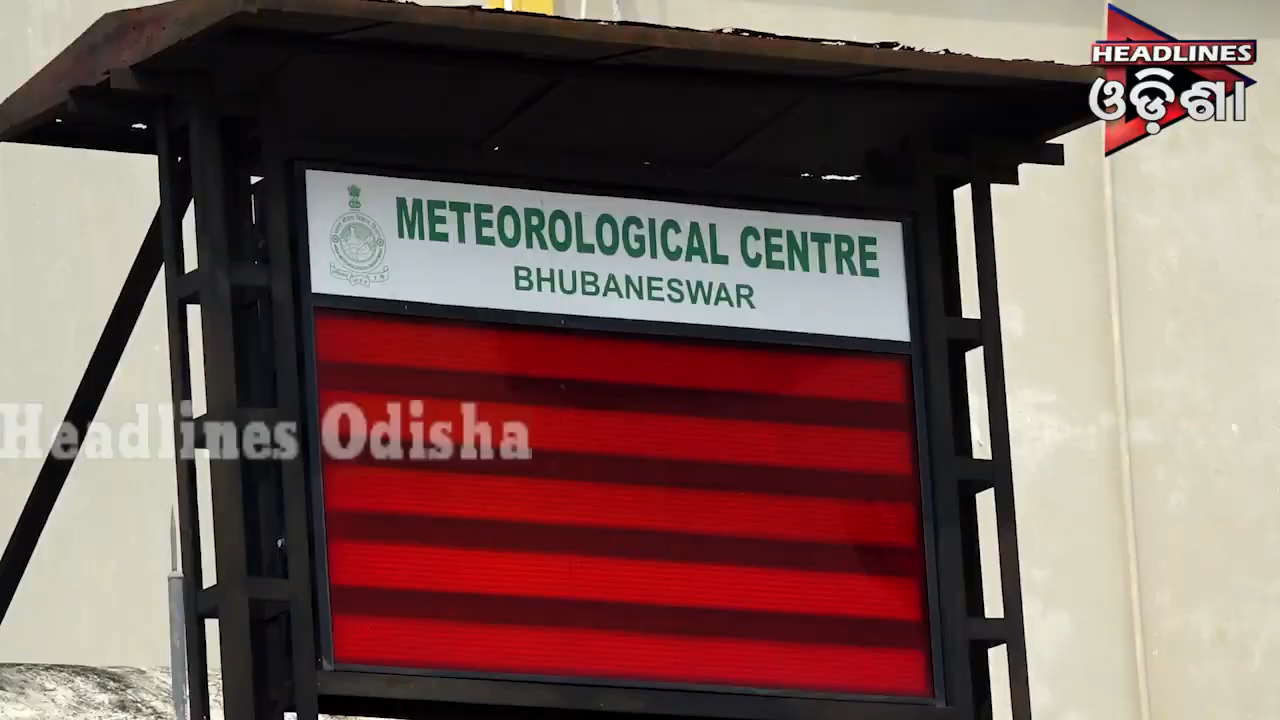 HEADLINES
ଓଡ଼ିଶା
METEOROLOGICAL CENTRE
BHUBANESWAR
Headlines Odisha